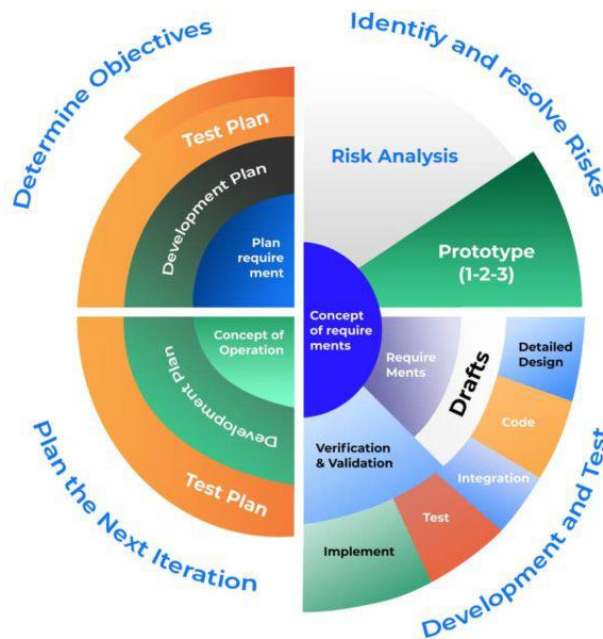 Determine Objectives
Identify and resolve Risks
Test Plan
Development Plan
Plan
require
ment
Risk Analysis
Prototype
(1-2-3)
Concept
of require
ments
Concept of
Operation
Development Plan
Test Plan
Require
Ments
Drafts
Detailed
Design
Code
Integration
Verification
& Validation
Test
Implement
Plan the Next Iteration
Development and Test